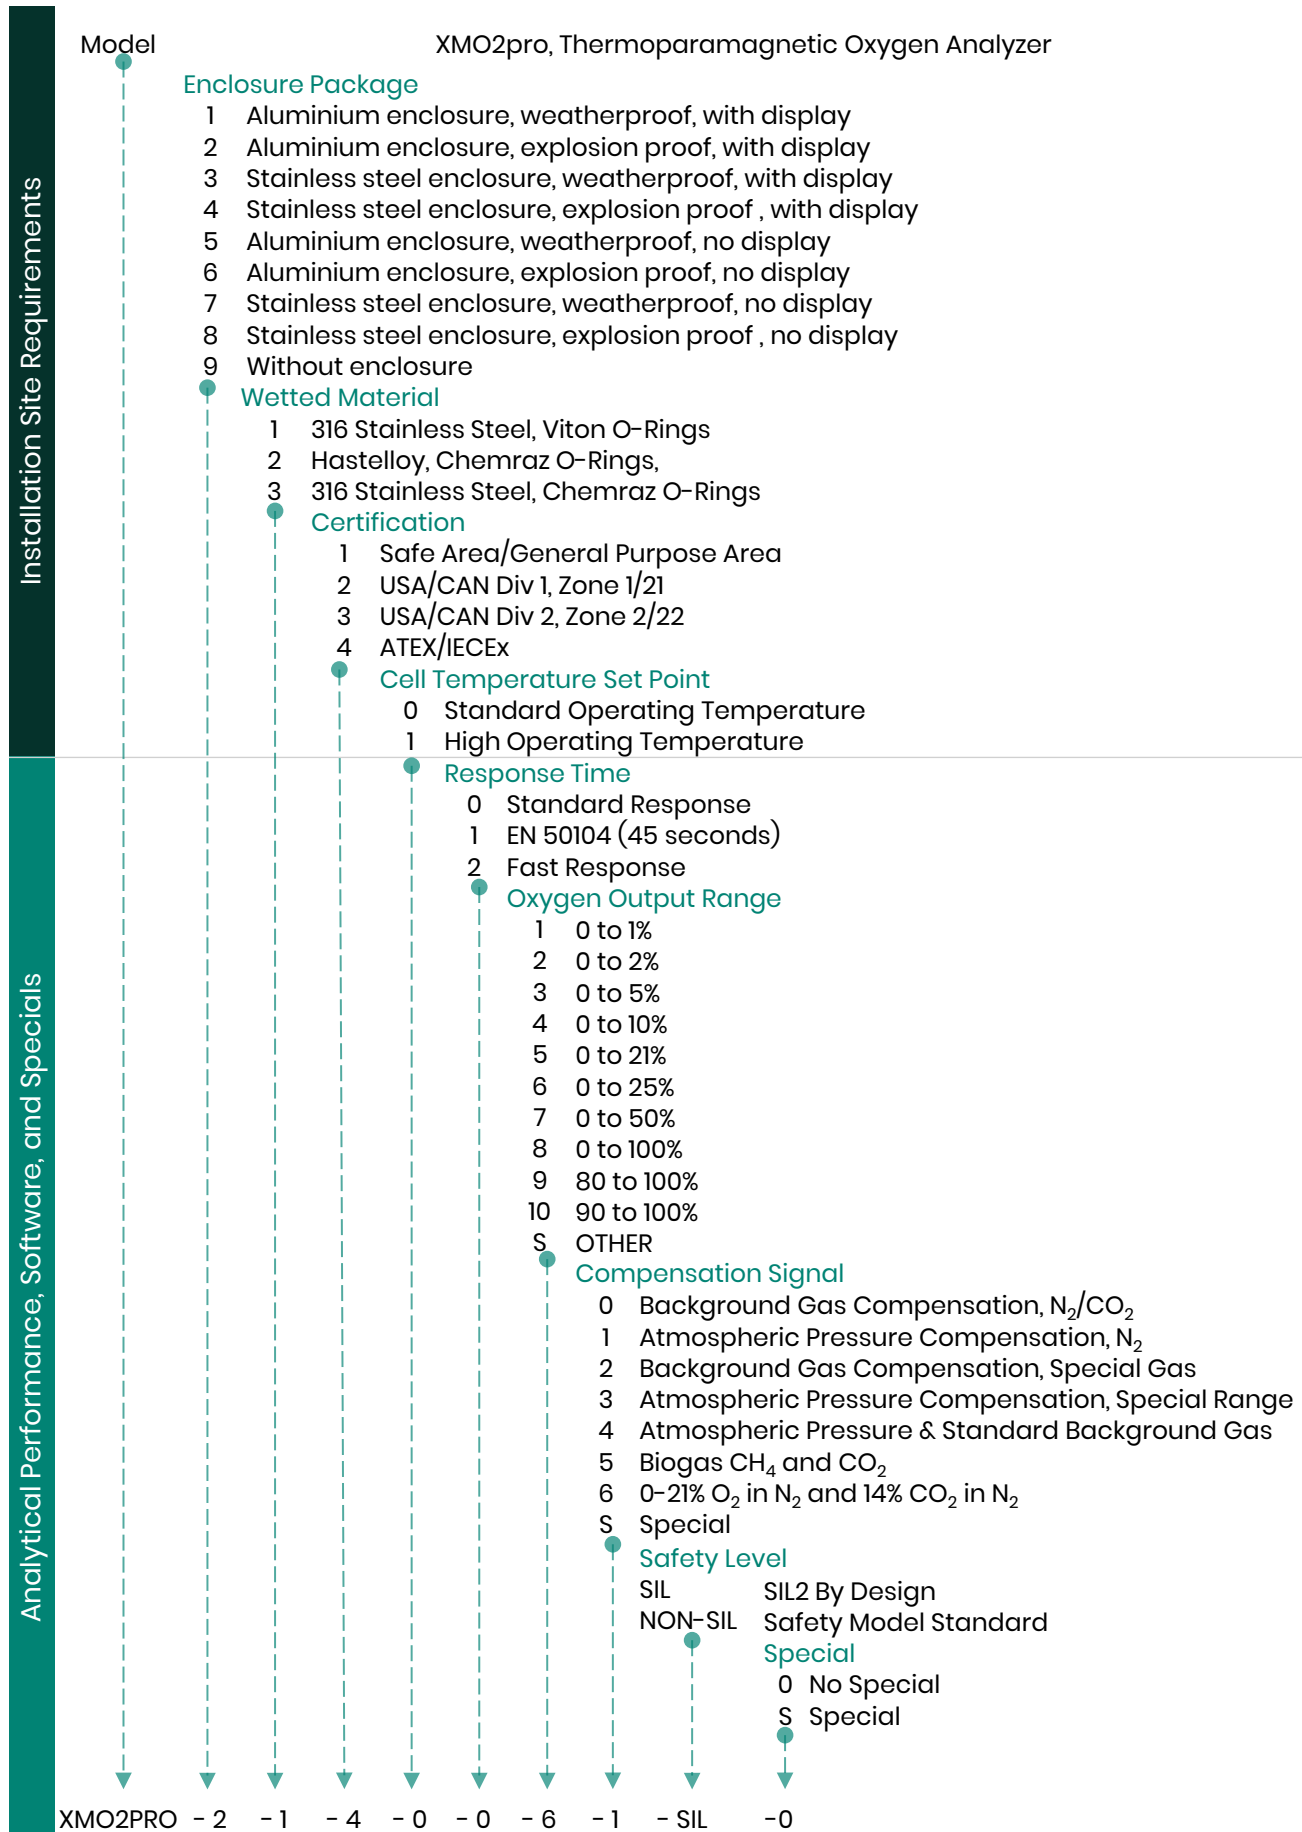 Model XMO2pro, Thermoparamagnetic Oxygen Analyzer
Enclosure Package
1 Aluminium enclosure, weatherproof, with display
2 Aluminium enclosure, explosion proof, with display
3 Stainless steel enclosure, weatherproof, with display
4 Stainless steel enclosure, explosion proof , with display
5 Aluminium enclosure, weatherproof, no display
6 Aluminium enclosure, explosion proof, no display
7 Stainless steel enclosure, weatherproof, no display
8 Stainless steel enclosure, explosion proof , no display
9 Without enclosure
Wetted Material
1 316 Stainless Steel, Viton O-Rings
2 Hastelloy, Chemraz O-Rings,
3 316 Stainless Steel, Chemraz O-Rings
Certification
1 Safe Area/General Purpose Area
2 USA/CAN Div 1, Zone 1/21
3 USA/CAN Div 2, Zone 2/22
4 ATEX/IECEx
Cell Temperature Set Point
0 Standard Operating Temperature
1 High Operating Temperature
Installation Site Requirements
Response Time
0 Standard Response
1 EN 50104 (45 seconds)
2 Fast Response
Oxygen Output Range
1 0 to 1%
2 0 to 2%
3 0 to 5%
4 0 to 10%
5 0 to 21%
6 0 to 25%
7 0 to 50%
8 0 to 100%
9 80 to 100%
10 90 to 100%
S OTHER
Compensation Signal
0 Background Gas Compensation, N₂/CO₂
1 Atmospheric Pressure Compensation, N₂
2 Background Gas Compensation, Special Gas
3 Atmospheric Pressure Compensation, Special Range
4 Atmospheric Pressure & Standard Background Gas
5 Biogas CH₄ and CO₂
6 0-21% O₂ in N₂ and 14% CO₂ in N₂
S Special
Safety Level
SIL SIL2 By Design
NON-SIL Safety Model Standard
Special
0 No Special
S Special
Analytical Performance, Software, and Specials
XMO2PRO - 2 - 1 - 4 - 0 - 0 - 6 - 1 - SIL -0